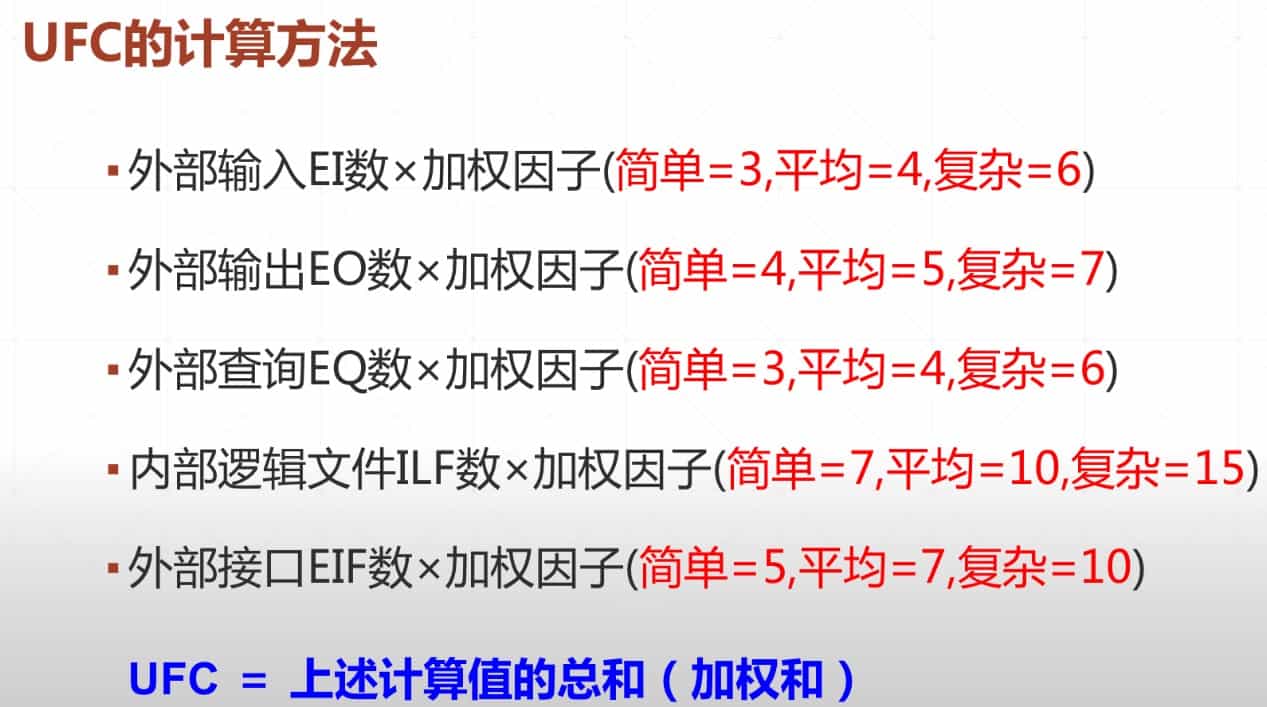 UFC的计算方法
▪外部输入EI数×加权因子(简单=3,平均=4,复杂=6)
▪外部输出EO数×加权因子(简单=4,平均=5,复杂=7)
▪外部查询EQ数×加权因子(简单=3,平均=4,复杂=6)
▪内部逻辑文件ILF数×加权因子(简单=7,平均=10,复杂=15)
▪外部接口EIF数×加权因子(简单=5,平均=7,复杂=10)
UFC = 上述计算值的总和（加权和）